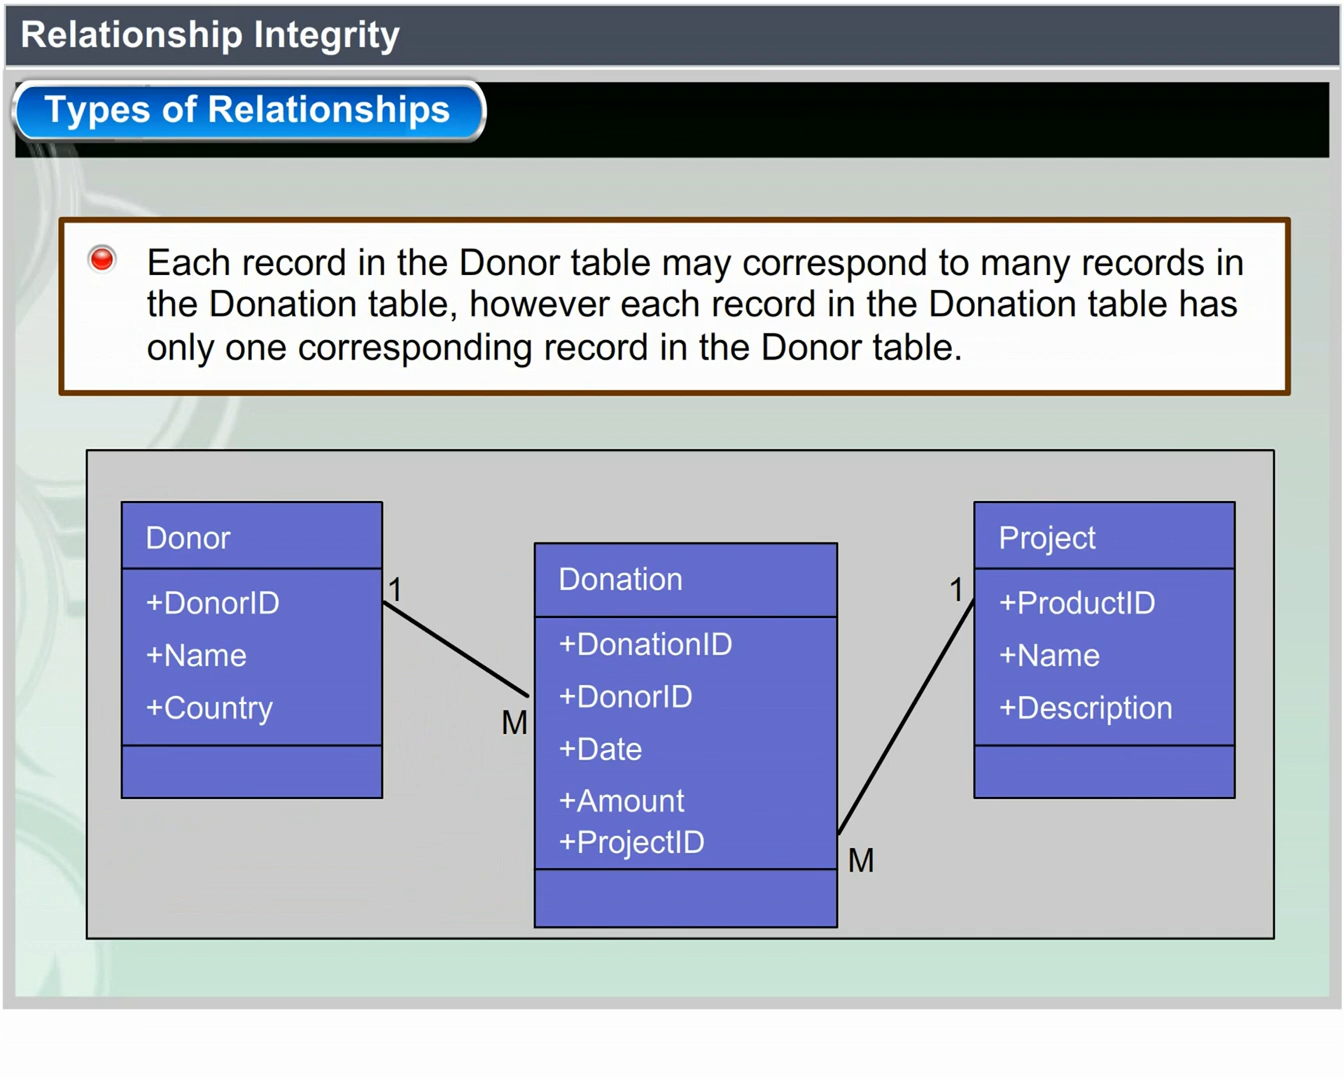 Relationship Integrity
Types of Relationships
Each record in the Donor table may correspond to many records in
the Donation table, however each record in the Donation table has
only one corresponding record in the Donor table.
Donor
+DonorID
+Name
+Country
1
M
Donation
+DonationID
+DonorID
+Date
+Amount
+ProjectID
1
M
Project
+ProductID
+Name
+Description